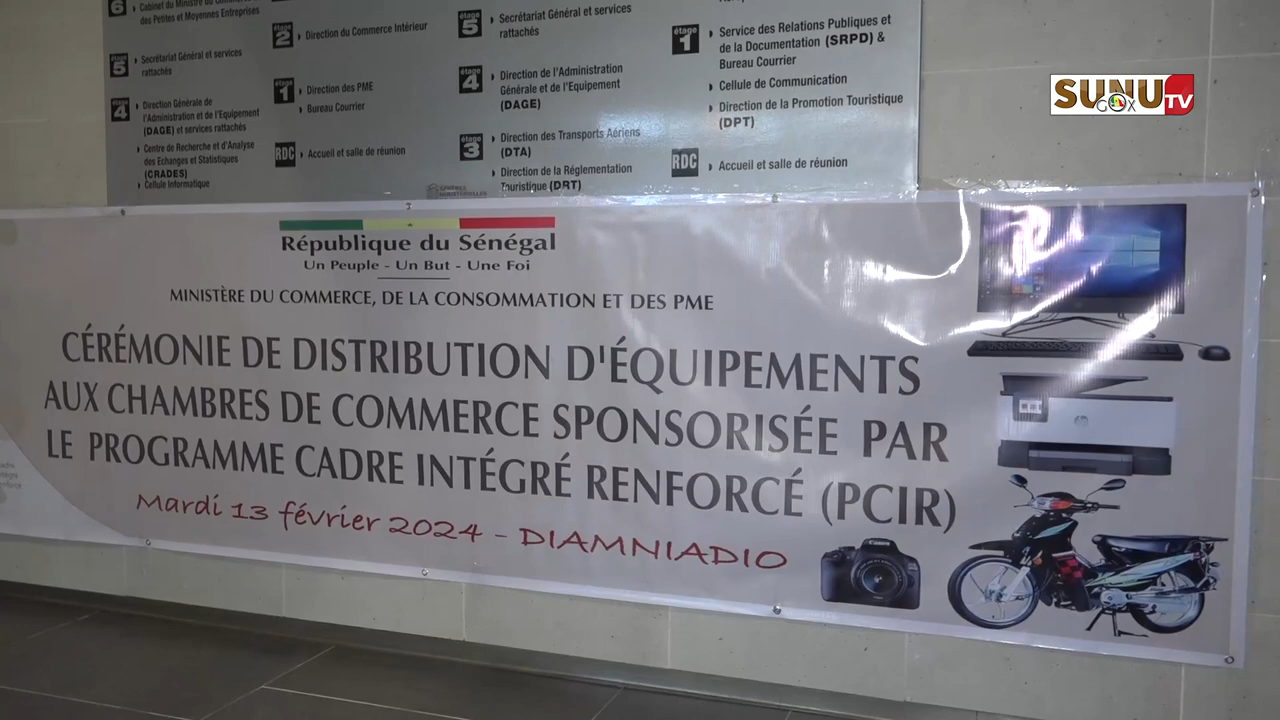 6 Cabinet du Ministre du Commerce
des Petites et Moyennes Entreprises
étage 5 Secrétariat Général et services
rattachés
étage 4 Direction Générale de
l'Administration et de l'Equipement
(DAGE) et services rattachés
Centre de Recherche et d'Analyse
des Echanges et Statistiques
(CRADES)
Cellule Informatique
étage 2 Direction du Commerce Intérieur
étage 1 Direction des PME
Bureau Courrier
RDC Accueil et salle de réunion
étage 5 Secrétariat Général et services
rattachés
étage 4 Direction de l'Administration
Générale et de l'Equipement
(DAGE)
étage 3 Direction des Transports Aériens
(DTA)
Direction de la Réglementation
Touristique (DRT)
étage 1 Service des Relations Publiques et
de la Documentation (SRPD) &
Bureau Courrier
Cellule de Communication
Direction de la Promotion Touristique
(DPT)
RDC Accueil et salle de réunion
SUNU
GOX
TV
République du Sénégal
Un Peuple - Un But - Une Foi
MINISTÈRE DU COMMERCE, DE LA CONSOMMATION ET DES PME
CÉRÉMONIE DE DISTRIBUTION D'ÉQUIPEMENTS
AUX CHAMBRES DE COMMERCE SPONSORISÉE PAR
LE PROGRAMME CADRE INTÉGRÉ RENFORCÉ (PCIR)
Mardi 13 février 2024 - DIAMNIADIO
Canon
hp